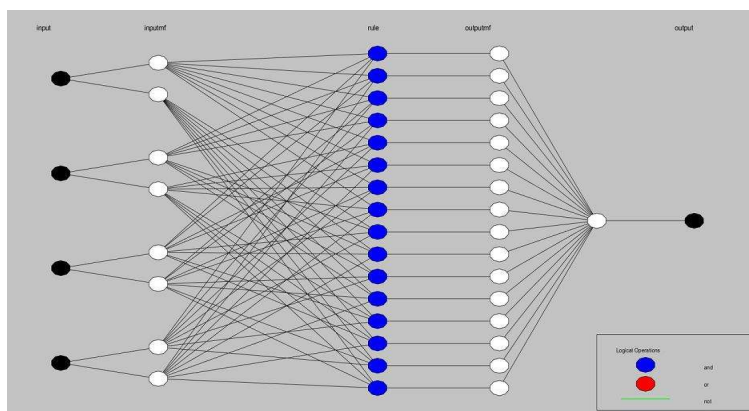 input inputmf rule outputmf output
Logical Operations
and
or
not